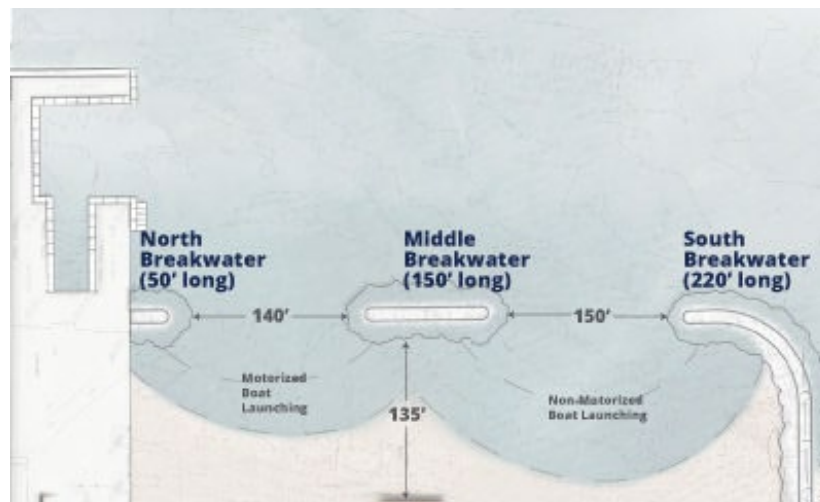 North
Breakwater
(50' long)
Middle
Breakwater
(150' long)
South
Breakwater
(220' long)
140'
150'
Motorized
Boat
Launching
Non-Motorized
Boat Launching
135'